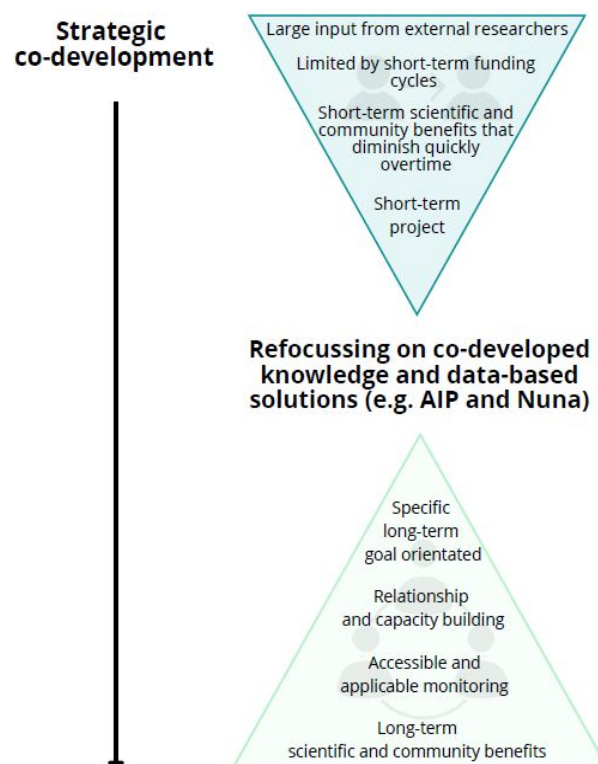 Strategic
co-development
Large input from external researchers
Limited by short-term funding
cycles
Short-term scientific and
community benefits that
diminish quickly
overtime
Short-term
project
Refocussing on co-developed
knowledge and data-based
solutions (e.g. AIP and Nuna)
Specific
long-term
goal orientated
Relationship
and capacity building
Accessible and
applicable monitoring
Long-term
scientific and community benefits